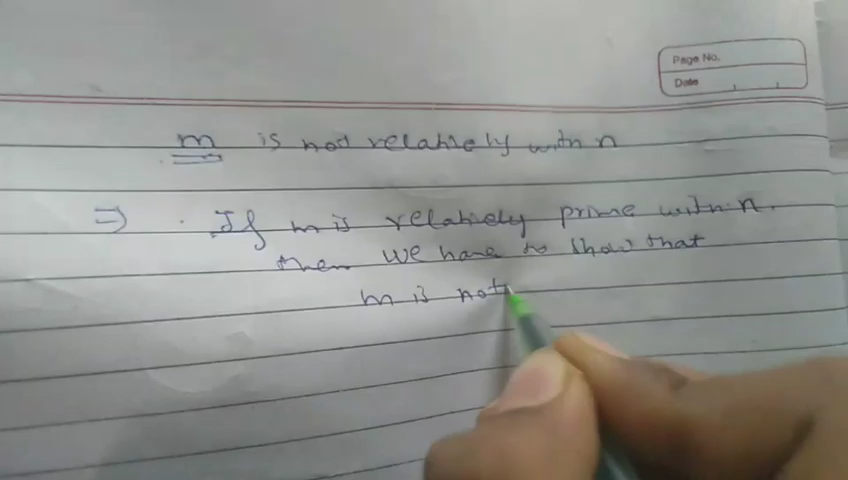 Page No.
Date
m is not relatively with n
⇒ If m is relatively prime with n.
then we have to show that
m is not